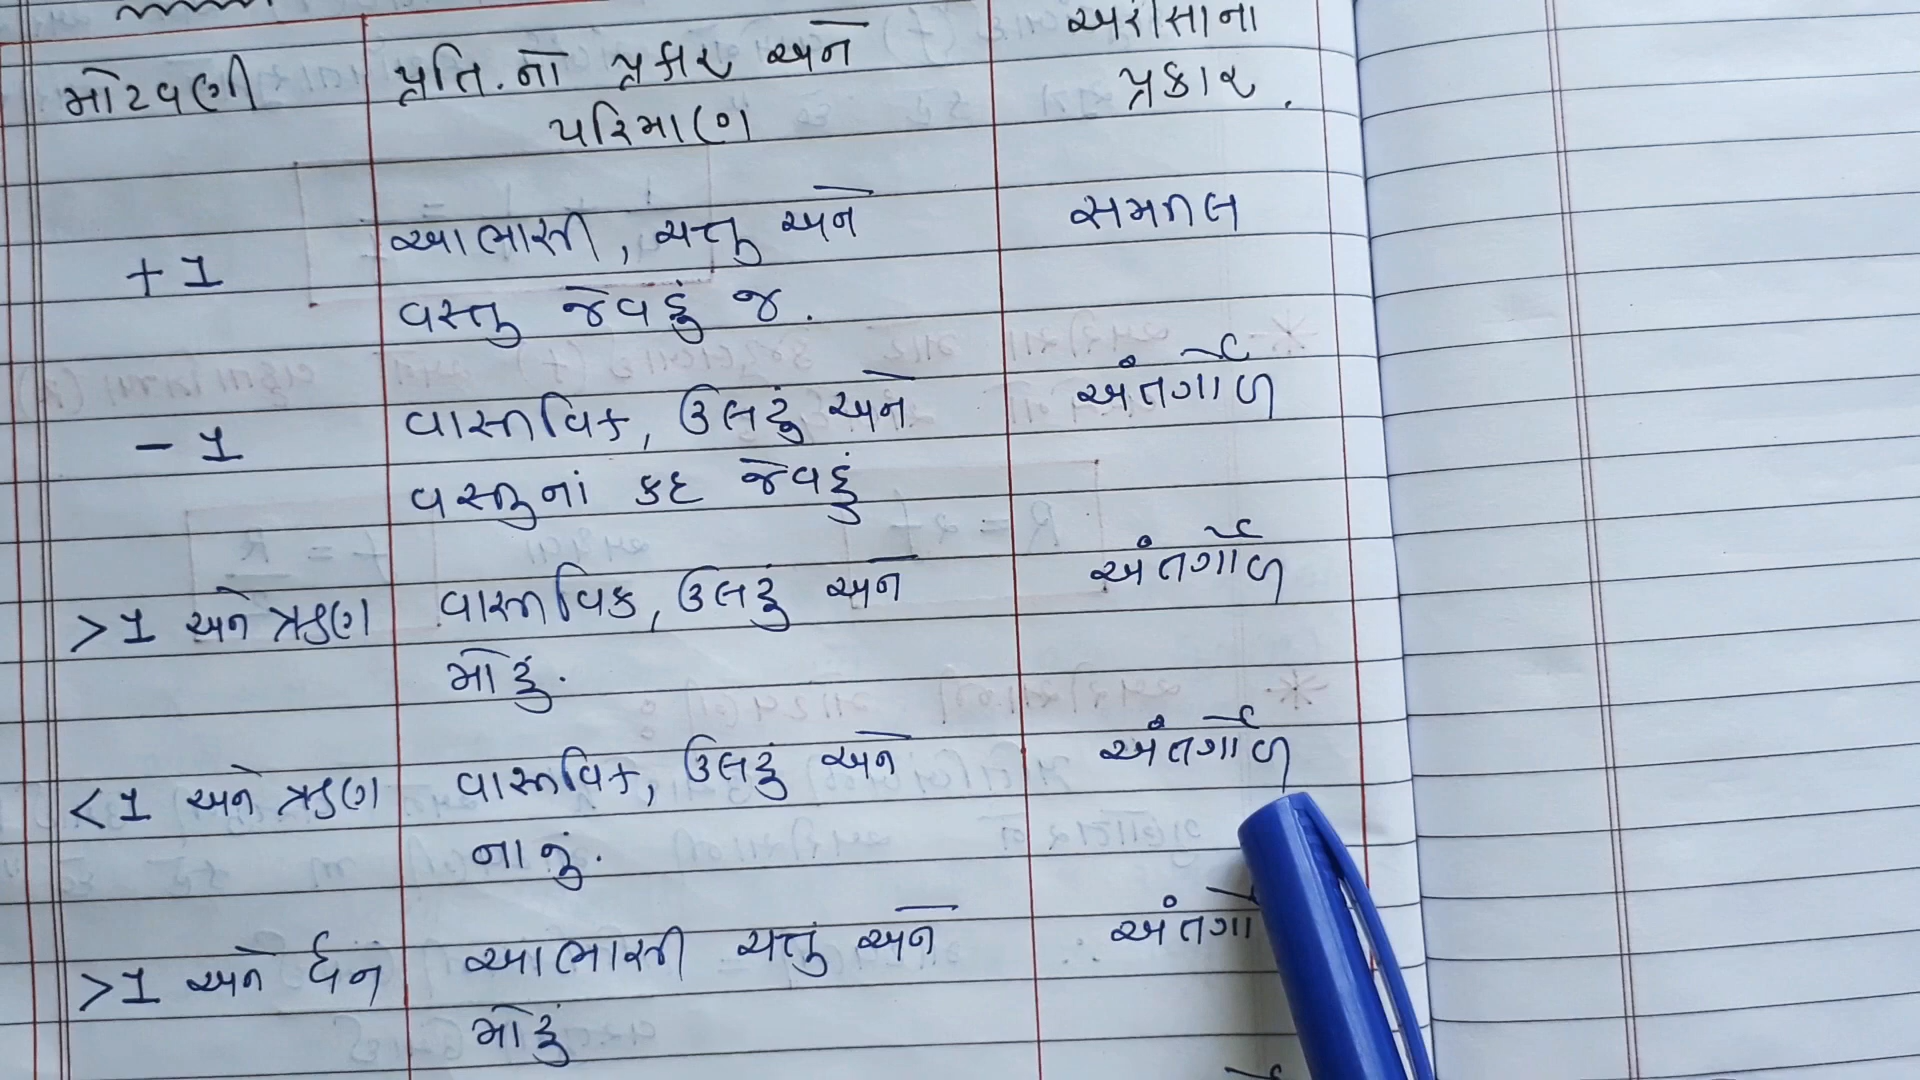 અરીસાના
મોટવણી પ્રતિ.નો પ્રકાર અને પ્રકાર.
પરિમાણ
આભાસી, ચત્તુ અને સમતલ
+1
વસ્તુ જેવડું જ.
વાસ્તવિક, ઉલટું અને અંતર્ગોળ
- 1
વસ્તુનાં કદ જેવડું
>1 અને ઋણ વાસ્તવિક, ઉલટું અને અંતર્ગોળ
મોટું.
<1 અને ઋણ વાસ્તવિક, ઉલટું અને અંતર્ગોળ
નાનું.
>1 અને ધન આભાસી ચત્તું અને
મોટું